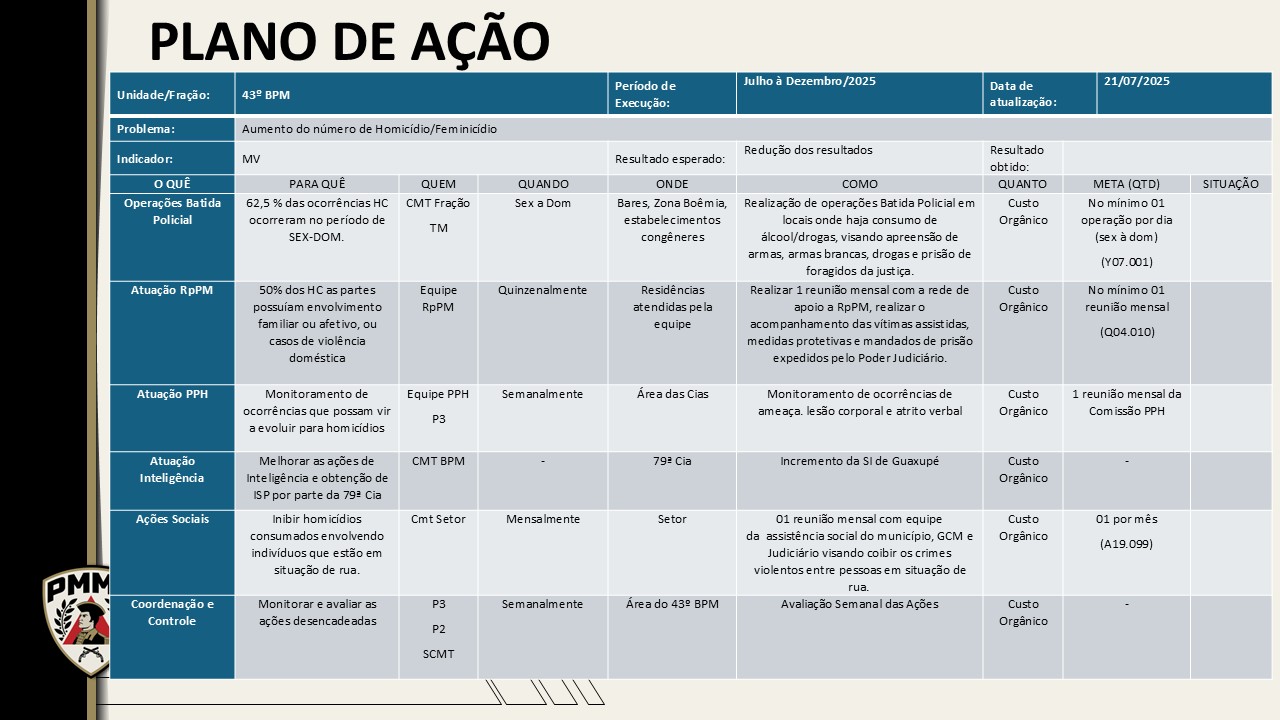 PLANO DE AÇÃO
Unidade/Fração:
43º BPM
Período de
Execução:
Julho à Dezembro/2025
Data de
atualização:
21/07/2025
Problema:
Aumento do número de Homicídio/Feminicídio
Indicador:
MV
Resultado esperado:
Redução dos resultados
Resultado
obtido:
O QUÊ
PARA QUÊ
QUEM
QUANDO
ONDE
COMO
QUANTO
META (QTD)
SITUAÇÃO
Operações Batida
Policial
62,5 % das ocorrências HC
ocorreram no período de
SEX-DOM.
CMT Fração
TM
Sex a Dom
Bares, Zona Boêmia,
estabelecimentos
congêneres
Realização de operações Batida Policial em
locais onde haja consumo de
álcool/drogas, visando apreensão de
armas, armas brancas, drogas e prisão de
foragidos da justiça.
Custo
Orgânico
No mínimo 01
operação por dia
(sex à dom)
(Y07.001)
Atuação RpPM
50% dos HC as partes
possuíam envolvimento
familiar ou afetivo, ou
casos de violência
doméstica
Equipe
RpPM
Quinzenalmente
Residências
atendidas pela
equipe
Realizar 1 reunião mensal com a rede de
apoio a RpPM, realizar o
acompanhamento das vítimas assistidas,
medidas protetivas e mandados de prisão
expedidos pelo Poder Judiciário.
Custo
Orgânico
No mínimo 01
reunião mensal
(Q04.010)
Atuação PPH
Monitoramento de
ocorrências que possam vir
a evoluir para homicídios
Equipe PPH
P3
Semanalmente
Área das Cias
Monitoramento de ocorrências de
ameaça. lesão corporal e atrito verbal
Custo
Orgânico
1 reunião mensal da
Comissão PPH
Atuação
Inteligência
Melhorar as ações de
Inteligência e obtenção de
ISP por parte da 79ª Cia
CMT BPM
-
79ª Cia
Incremento da SI de Guaxupé
Custo
Orgânico
-
Ações Sociais
Inibir homicídios
consumados envolvendo
indivíduos que estão em
situação de rua.
Cmt Setor
Mensalmente
Setor
01 reunião mensal com equipe
da assistência social do município, GCM e
Judiciário visando coibir os crimes
violentos entre pessoas em situação de
rua.
Custo
Orgânico
01 por mês
(A19.099)
Coordenação e
Controle
Monitorar e avaliar as
ações desencadeadas
P3
P2
SCMT
Semanalmente
Área do 43º BPM
Avaliação Semanal das Ações
Custo
Orgânico
-